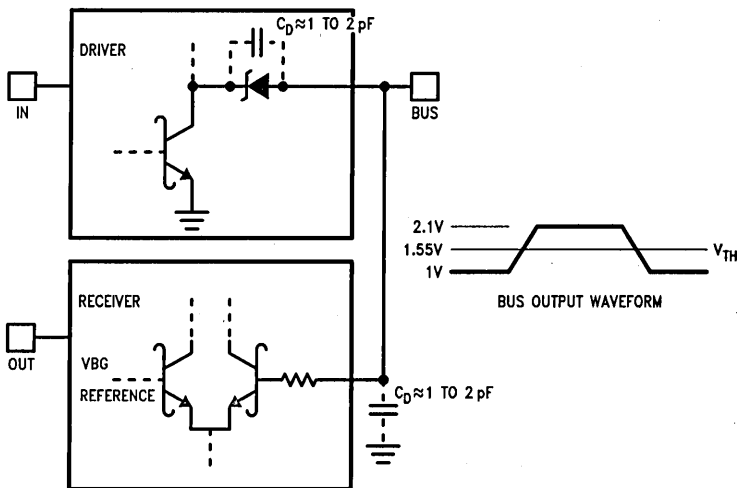 C_D≈1 TO 2 pF
DRIVER
IN
BUS
2.1V
1.55V
V_TH
1V
BUS OUTPUT WAVEFORM
RECEIVER
OUT
VBG
REFERENCE
C_D≈1 TO 2 pF